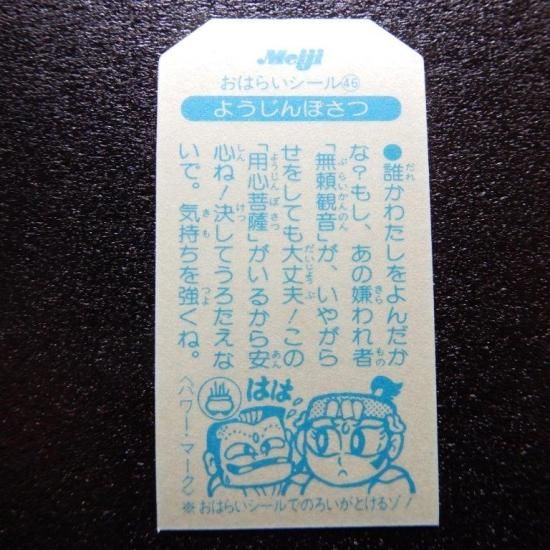 Meiji
おはらいシール㊻
ようじんぼさつ
●誰かわたしをよんだか
な?もし、あの嫌われ者
「無頼観音」が、いやがら
せをしても大丈夫!この
「用心菩薩」がいるから安
心ね!決してうろたえな
いで。気持ちを強くね。
はは
〈パワー・マーク〉
※おはらいシールでのろいがとけるゾ!